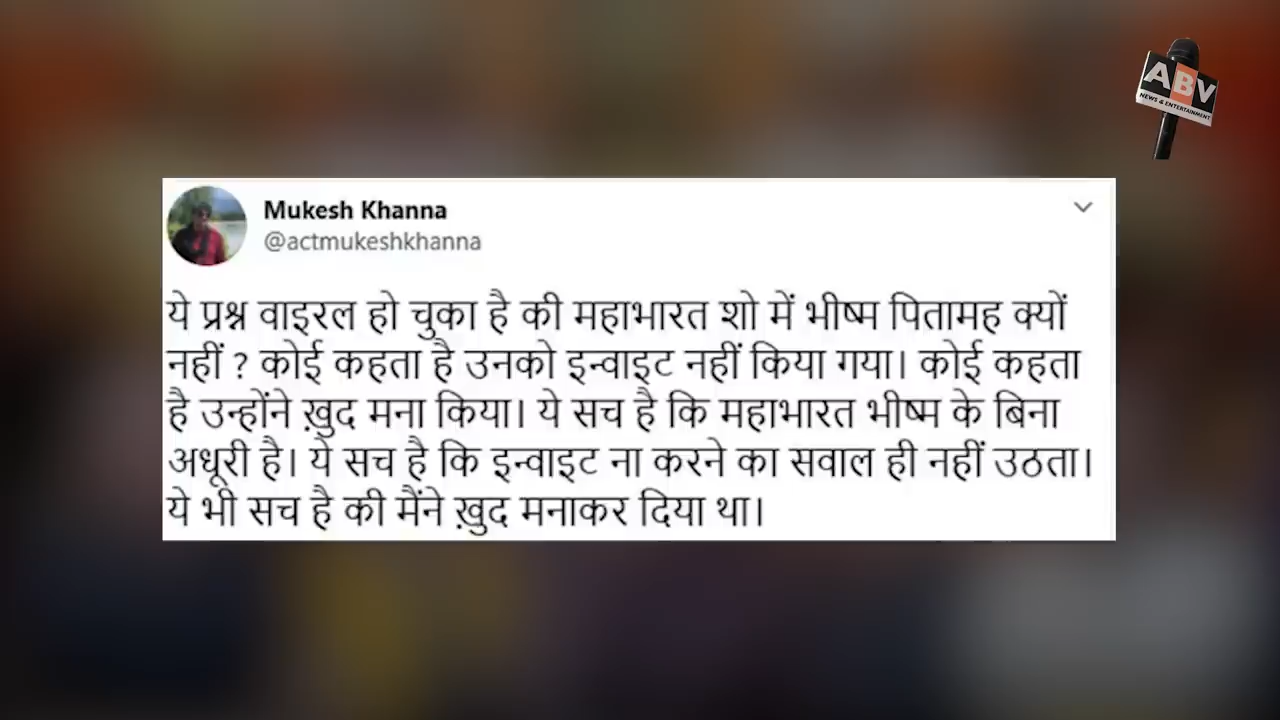 ABV
NEWS & ENTERTAINMENT
Mukesh Khanna
@actmukeshkhanna
ये प्रश्न वाइरल हो चुका है की महाभारत शो में भीष्म पितामह क्यों
नहीं ? कोई कहता है उनको इन्वाइट नहीं किया गया। कोई कहता
है उन्होंने ख़ुद मना किया। ये सच है कि महाभारत भीष्म के बिना
अधूरी है। ये सच है कि इन्वाइट ना करने का सवाल ही नहीं उठता।
ये भी सच है की मैंने ख़ुद मनाकर दिया था।